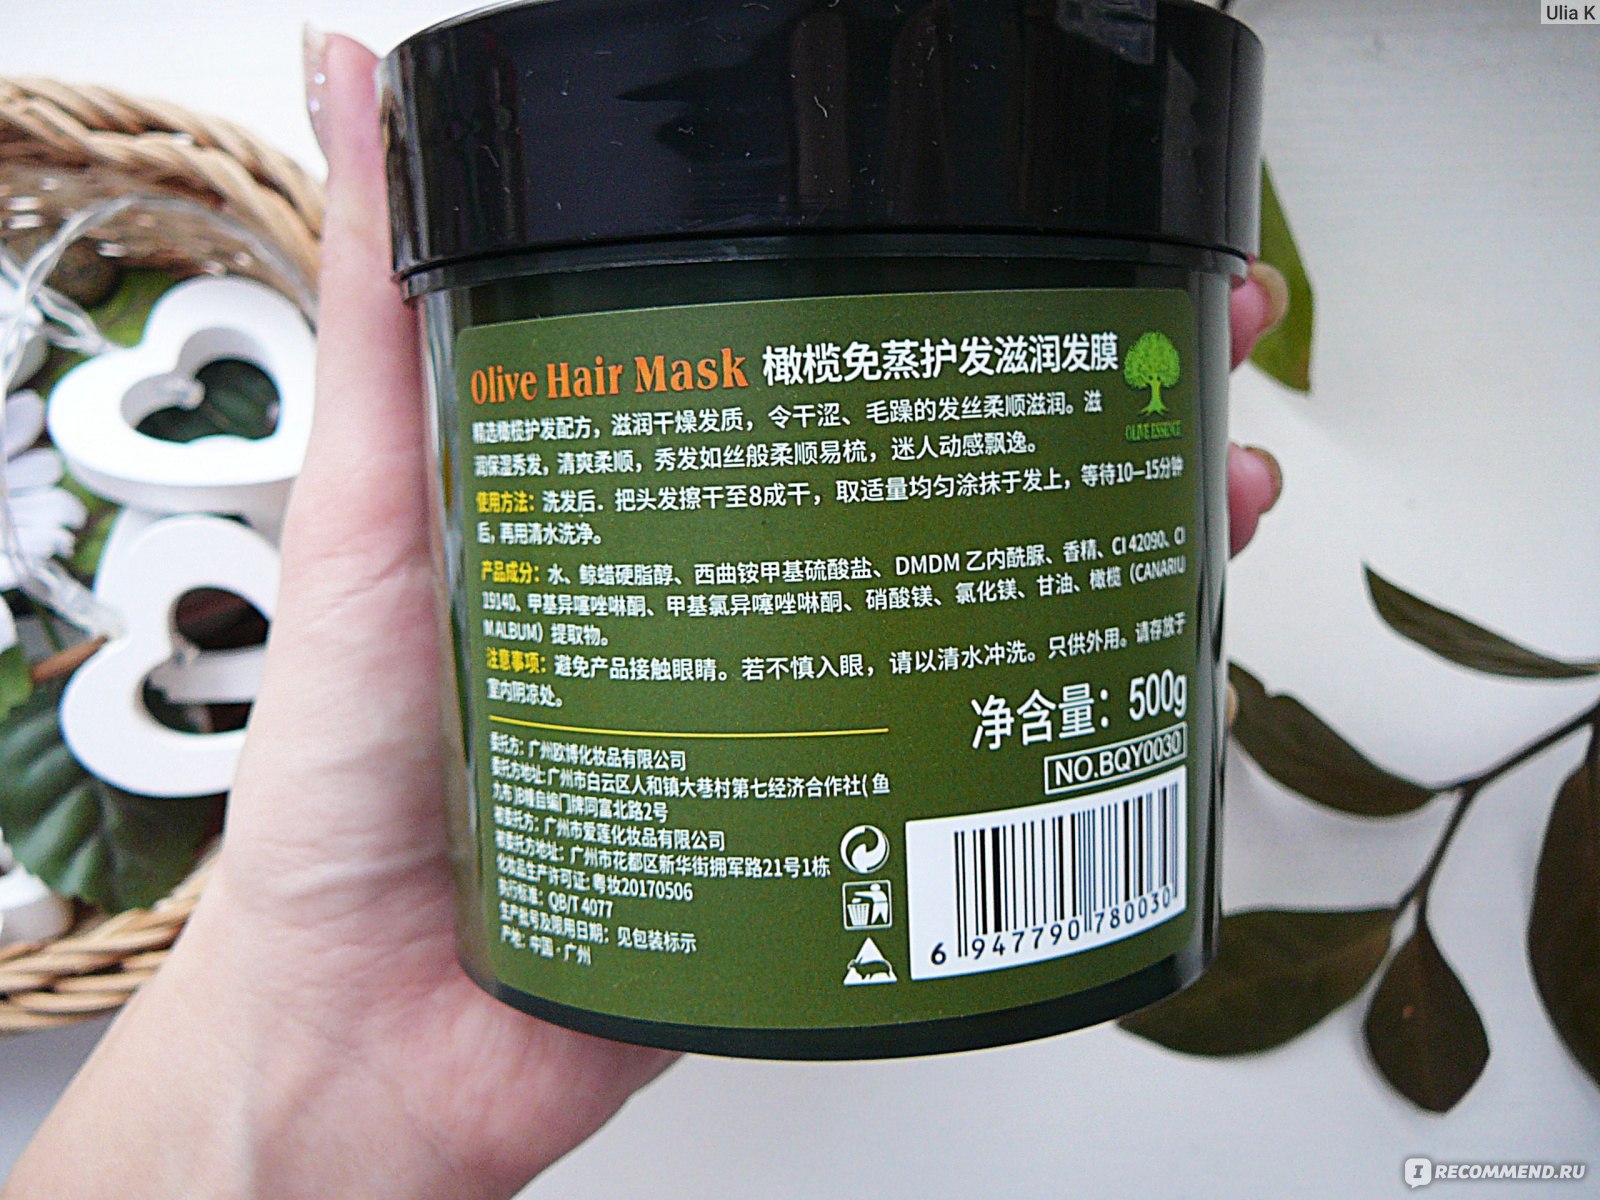 Ulia K
Olive Hair Mask 橄榄免蒸护发滋润发膜
OLIVE ESSENCE
精选橄榄护发配方，滋润干燥发质，令干涩、毛躁的发丝柔顺滋润。滋
润保湿秀发，清爽柔顺，秀发如丝般柔顺易梳，迷人动感飘逸。
使用方法：洗发后．把头发擦干至8成干，取适量均匀涂抹于发上，等待10—15分钟
后，再用清水洗净。
产品成分：水、鲸蜡硬脂醇、西曲铵甲基硫酸盐、DMDM 乙内酰脲、香精、CI 42090、CI
19140、甲基异噻唑啉酮、甲基氯异噻唑啉酮、硝酸镁、氯化镁、甘油、橄榄（CANARIU
M ALBUM）提取物。
注意事项：避免产品接触眼睛。若不慎入眼，请以清水冲洗。只供外用。请存放于
室内阴凉处。
净含量：500g
NO.BQY0030
委托方：广州欧博化妆品有限公司
委托方地址：广州市白云区人和镇大巷村第七经济合作社（鱼
九布）B幢自编门牌同富北路2号
被委托方：广州市爱莲化妆品有限公司
被委托方地址：广州市花都区新华街拥军路21号1栋
化妆品生产许可证：粤妆20170506
执行标准：QB/T 4077
生产批号及限用日期：见包装标示
产地：中国·广州
6 947790 780030
IRECOMMEND.RU